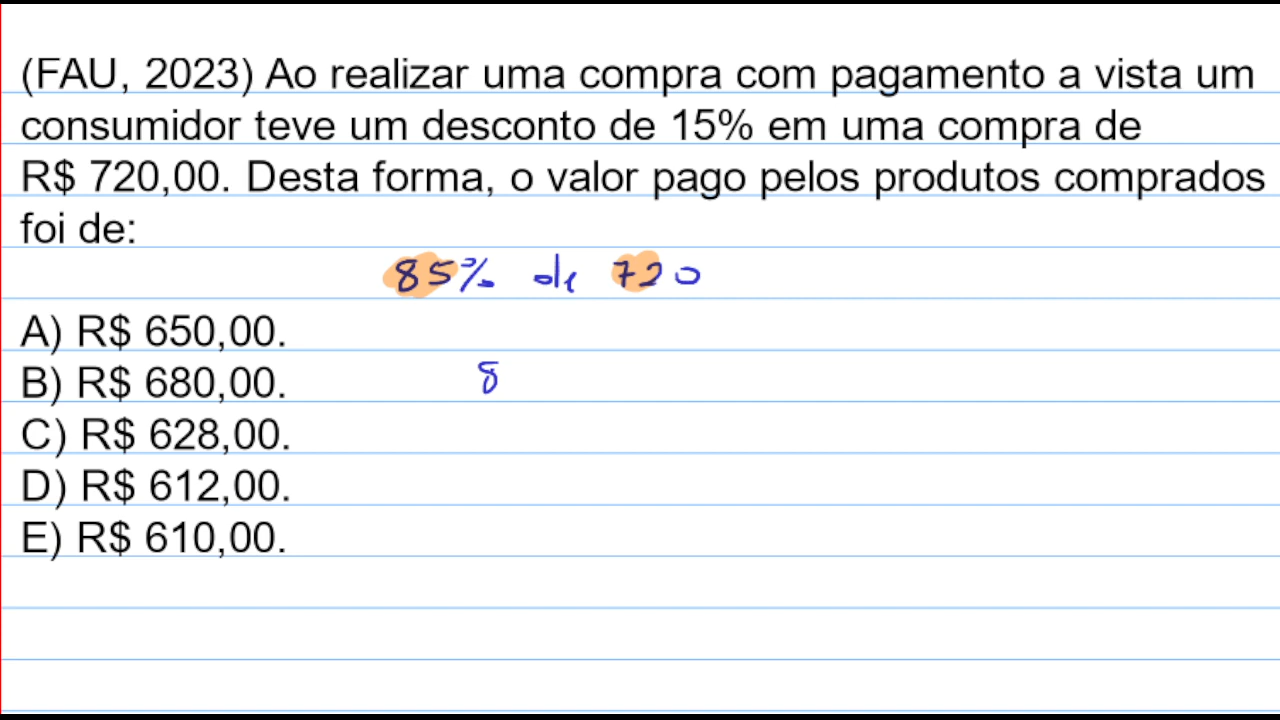 (FAU, 2023) Ao realizar uma compra com pagamento a vista um
consumidor teve um desconto de 15% em uma compra de
R$ 720,00. Desta forma, o valor pago pelos produtos comprados
foi de:
85% de 720
A) R$ 650,00.
B) R$ 680,00.
8
C) R$ 628,00.
D) R$ 612,00.
E) R$ 610,00.